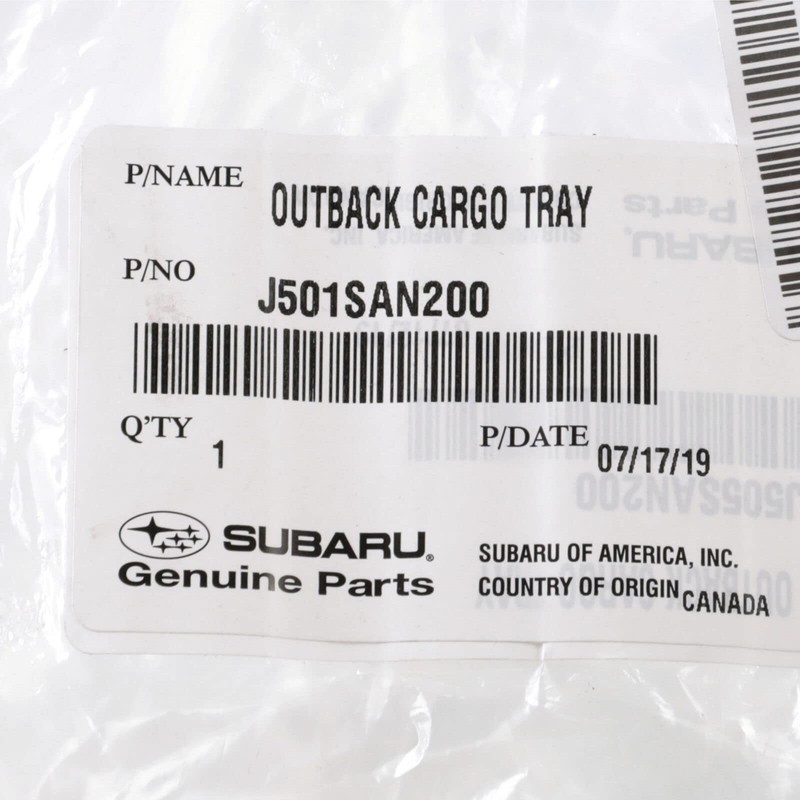 P/NAME OUTBACK CARGO TRAY
P/NO J501SAN200
Q'TY 1 P/DATE 07/17/19
SUBARU®
Genuine Parts
SUBARU OF AMERICA, INC.
COUNTRY OF ORIGIN CANADA